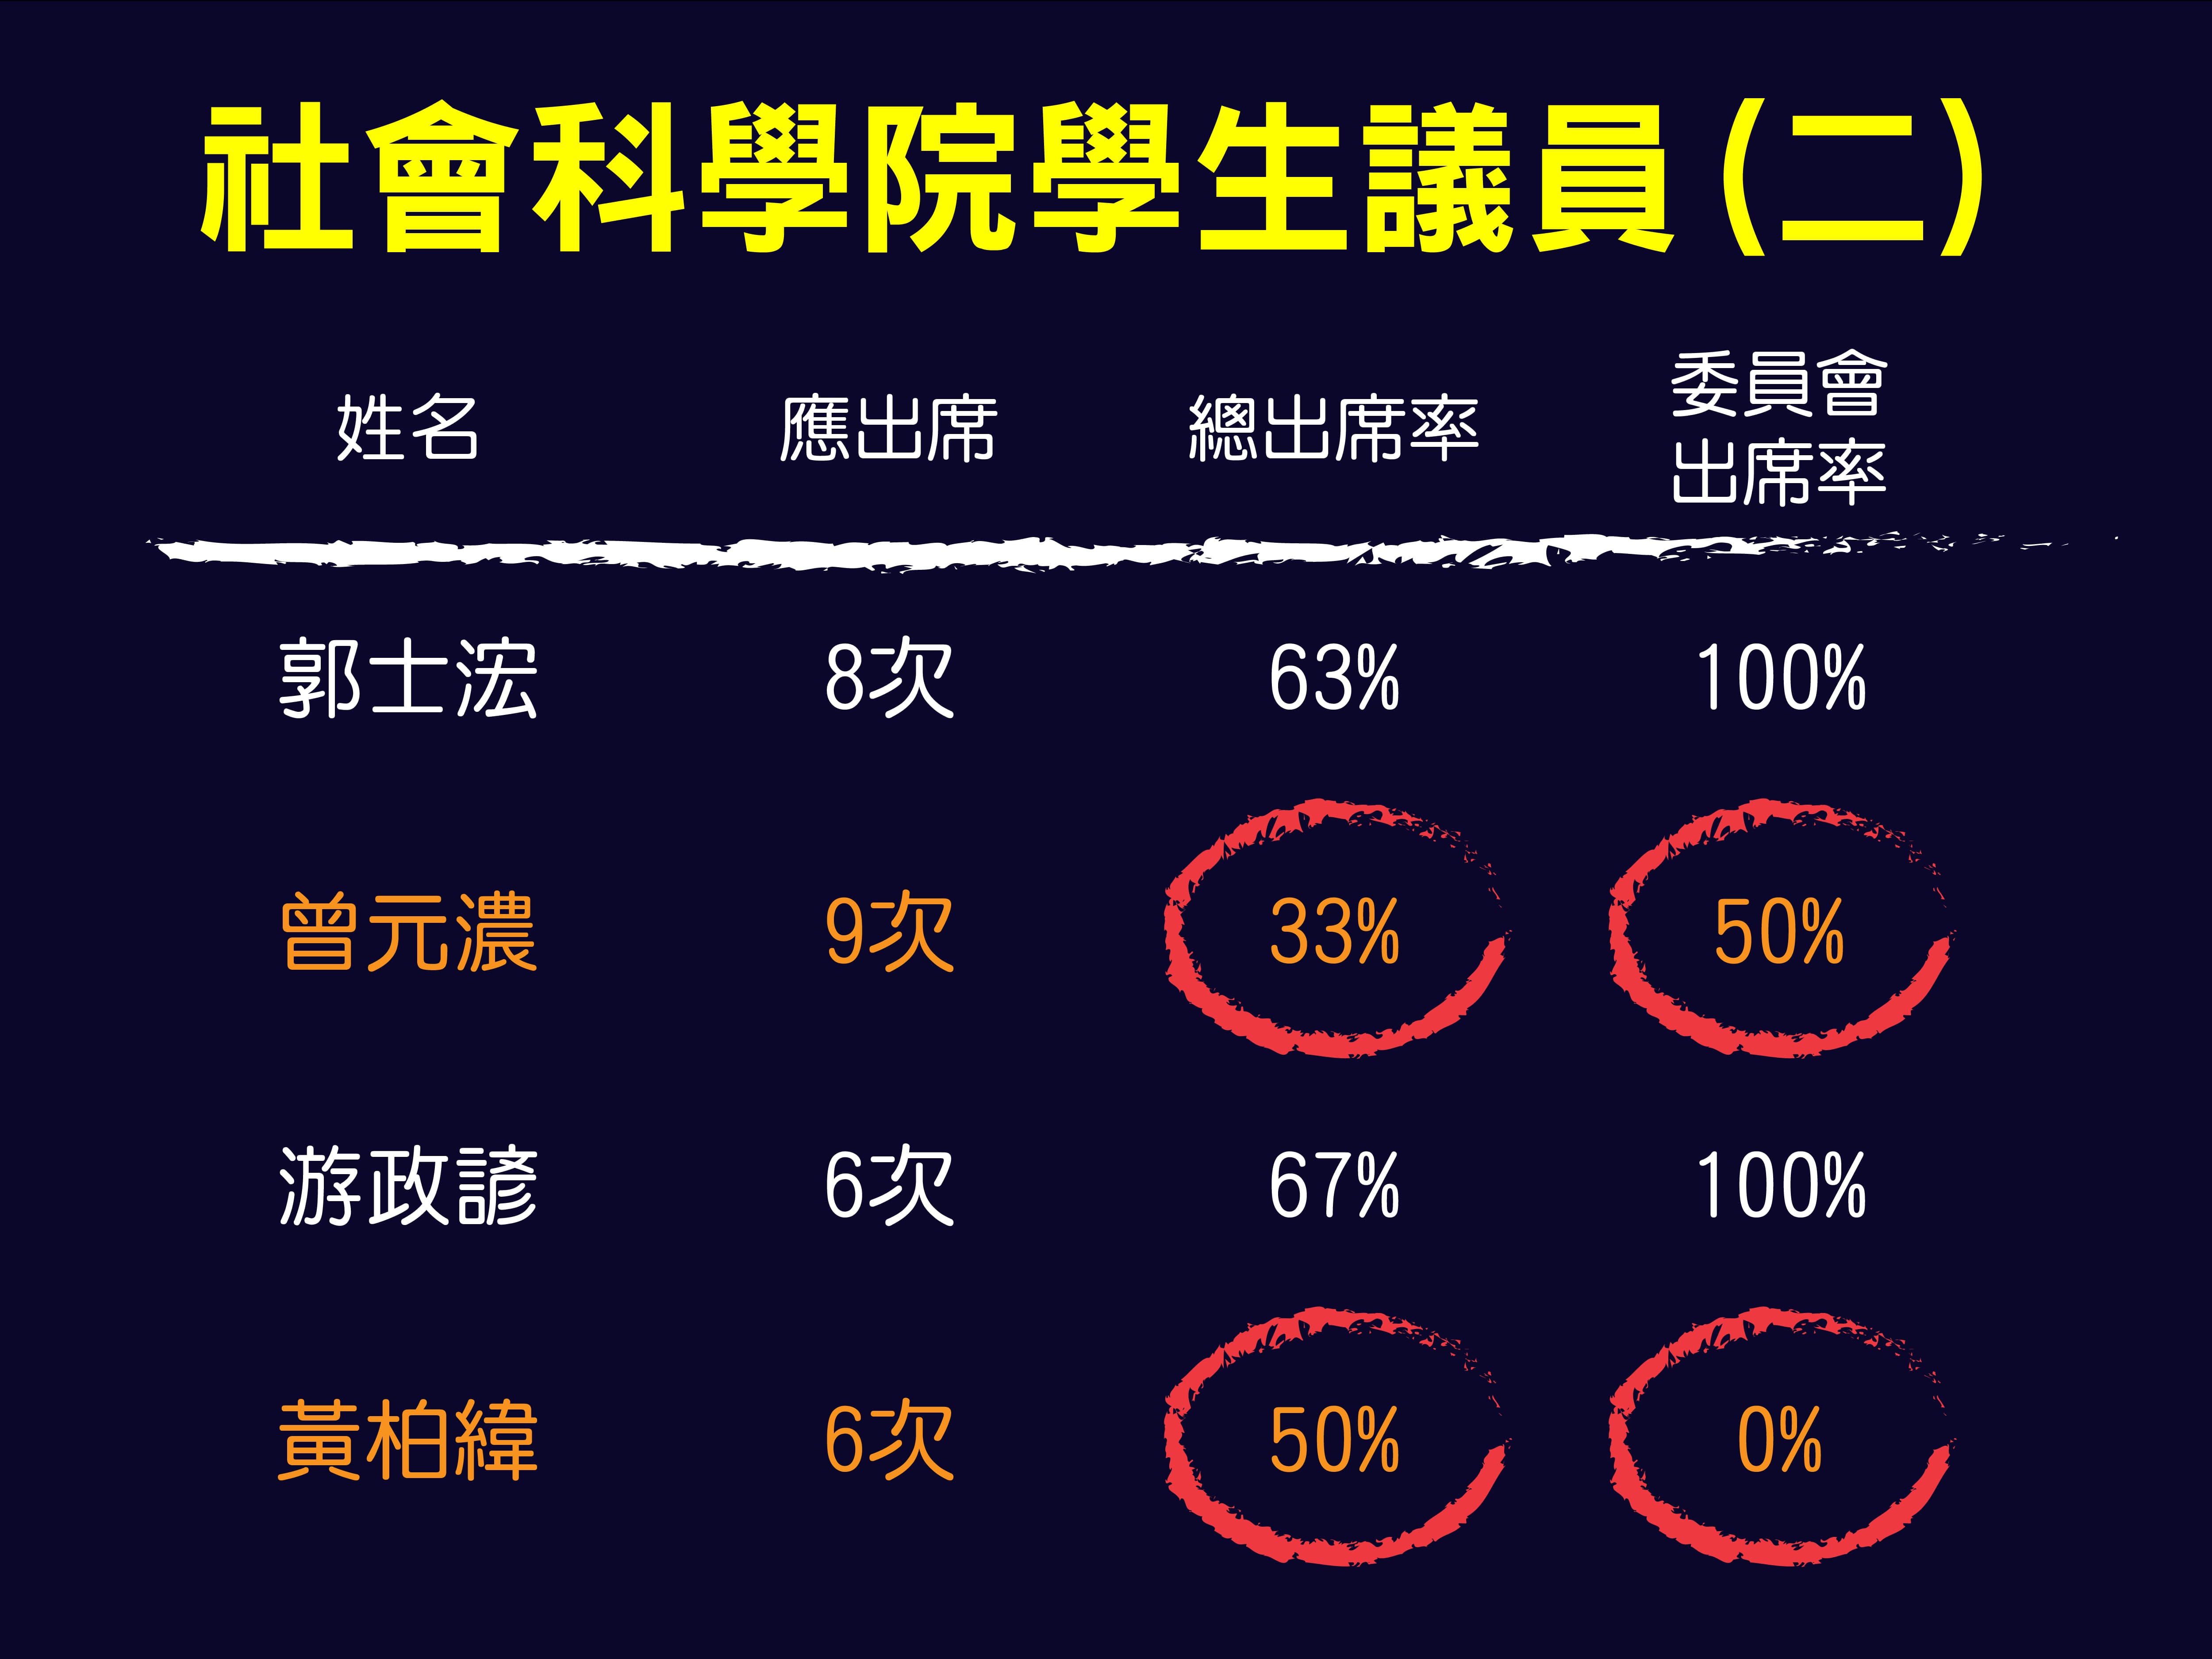 社會科學院學生議員(二)
姓名 應出席 總出席率 委員會出席率
郭士浤 8次 63% 100%
曾元濃 9次 33% 50%
游政諺 6次 67% 100%
黃柏緯 6次 50% 0%